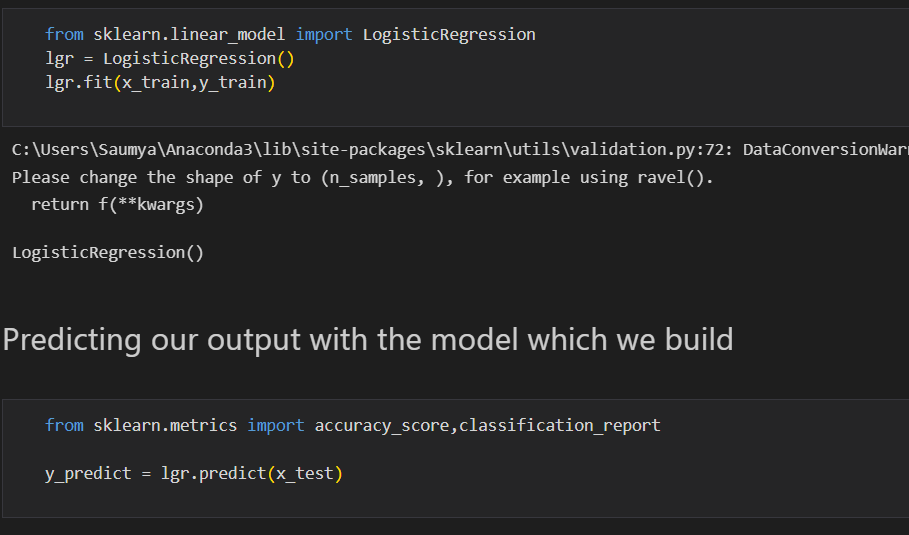 from sklearn.linear_model import LogisticRegression
lgr = LogisticRegression()
lgr.fit(x_train,y_train)
C:\Users\Saumya\Anaconda3\lib\site-packages\sklearn\utils\validation.py:72: DataConversionWar
Please change the shape of y to (n_samples, ), for example using ravel().
return f(**kwargs)
LogisticRegression()
Predicting our output with the model which we build
from sklearn.metrics import accuracy_score,classification_report
y_predict = lgr.predict(x_test)